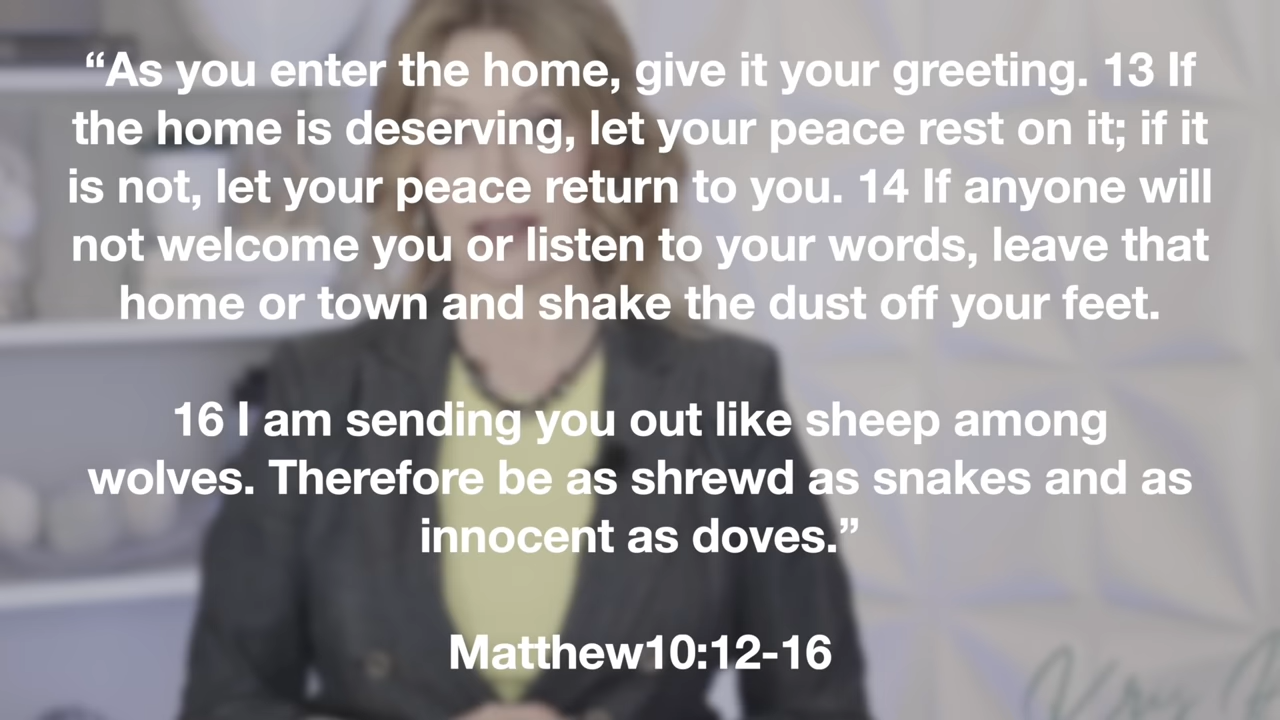 “As you enter the home, give it your greeting. 13 If
the home is deserving, let your peace rest on it; if it
is not, let your peace return to you. 14 If anyone will
not welcome you or listen to your words, leave that
home or town and shake the dust off your feet.
16 I am sending you out like sheep among
wolves. Therefore be as shrewd as snakes and as
innocent as doves.”
Matthew10:12-16